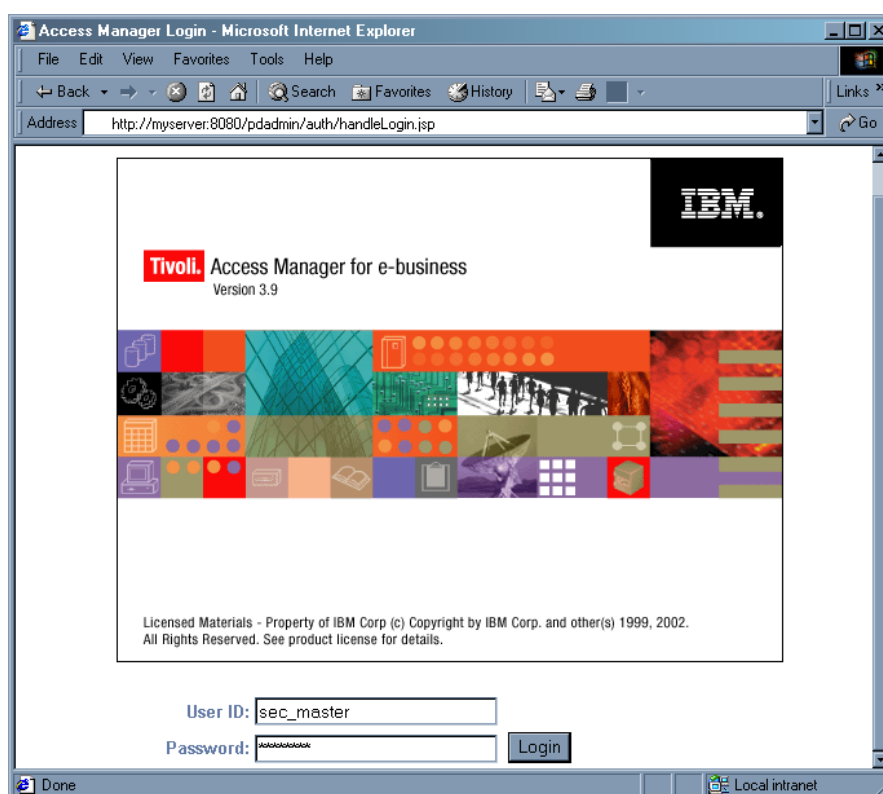 Access Manager Login - Microsoft Internet Explorer
File Edit View Favorites Tools Help
Back Search Favorites History Links »
Address http://myserver:8080/pdadmin/auth/handleLogin.jsp Go
IBM.
Tivoli. Access Manager for e-business
Version 3.9
Licensed Materials - Property of IBM Corp (c) Copyright by IBM Corp. and other(s) 1999, 2002.
All Rights Reserved. See product license for details.
User ID: sec_master
Password: ********* Login
Done Local intranet